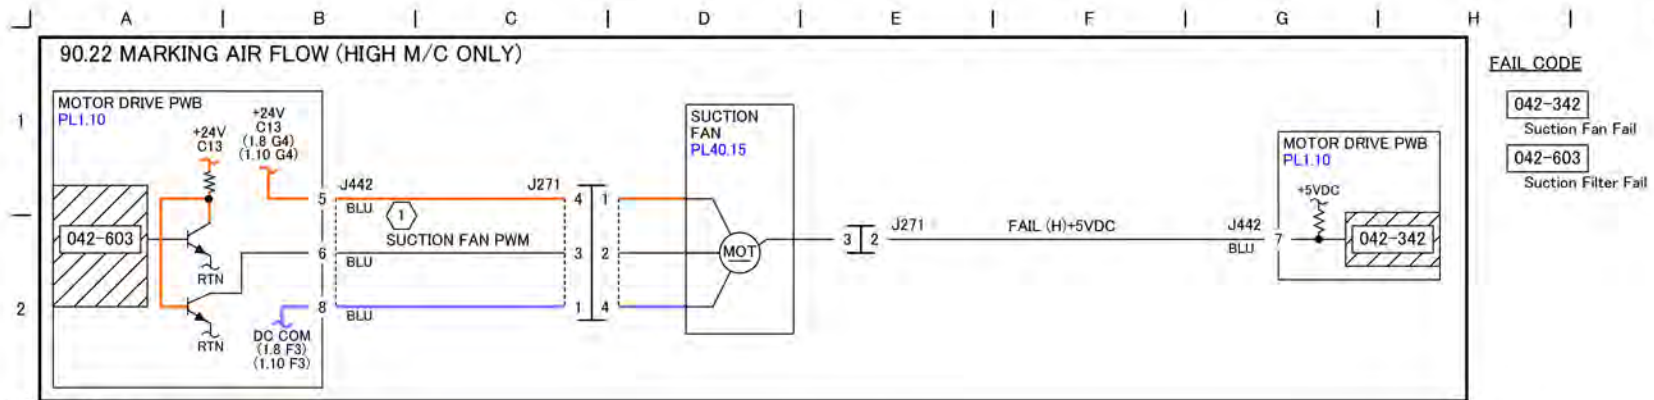 A B C D E F G H
90.22 MARKING AIR FLOW (HIGH M/C ONLY)
FAIL CODE
042-342
Suction Fan Fail
042-603
Suction Filter Fail
1
2
MOTOR DRIVE PWB
PL1.10
+24V
C13
+24V
C13
(1.8 G4)
(1.10 G4)
042-603
RTN
RTN
DC COM
(1.8 F3)
(1.10 F3)
5 J442
BLU
1
SUCTION FAN PWM
6
BLU
8
BLU
J271
4 1
3 2
1 4
SUCTION
FAN
PL40.15
MOT
3 2
J271
FAIL (H)+5VDC
J442
BLU
7
MOTOR DRIVE PWB
PL1.10
+5VDC
042-342